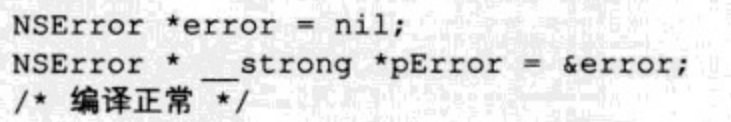 NSError *error = nil;
NSError * __strong *pError = &error;
/* 编译正常 */